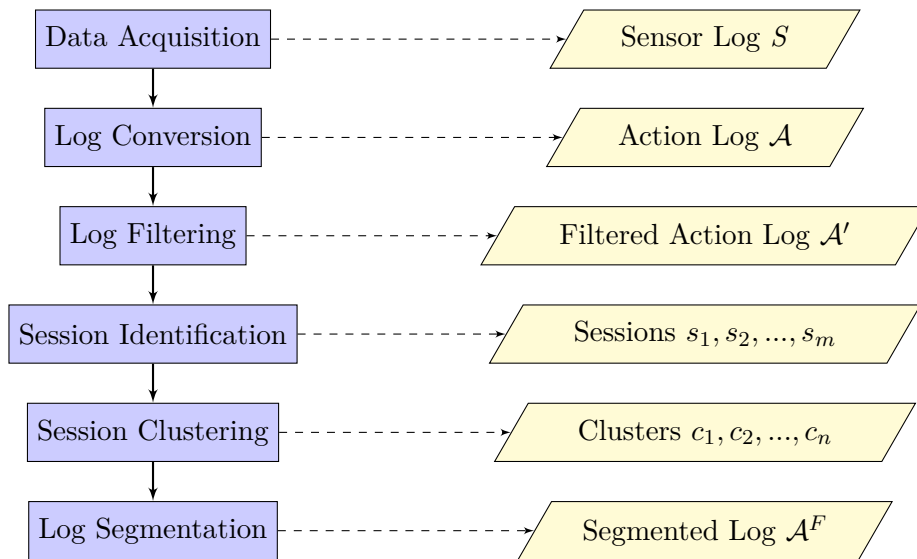 Data Acquisition
Sensor Log S
Log Conversion
Action Log 𝒜
Log Filtering
Filtered Action Log 𝒜′
Session Identification
Sessions s₁, s₂, ..., sₘ
Session Clustering
Clusters c₁, c₂, ..., cₙ
Log Segmentation
Segmented Log 𝒜ᶠ